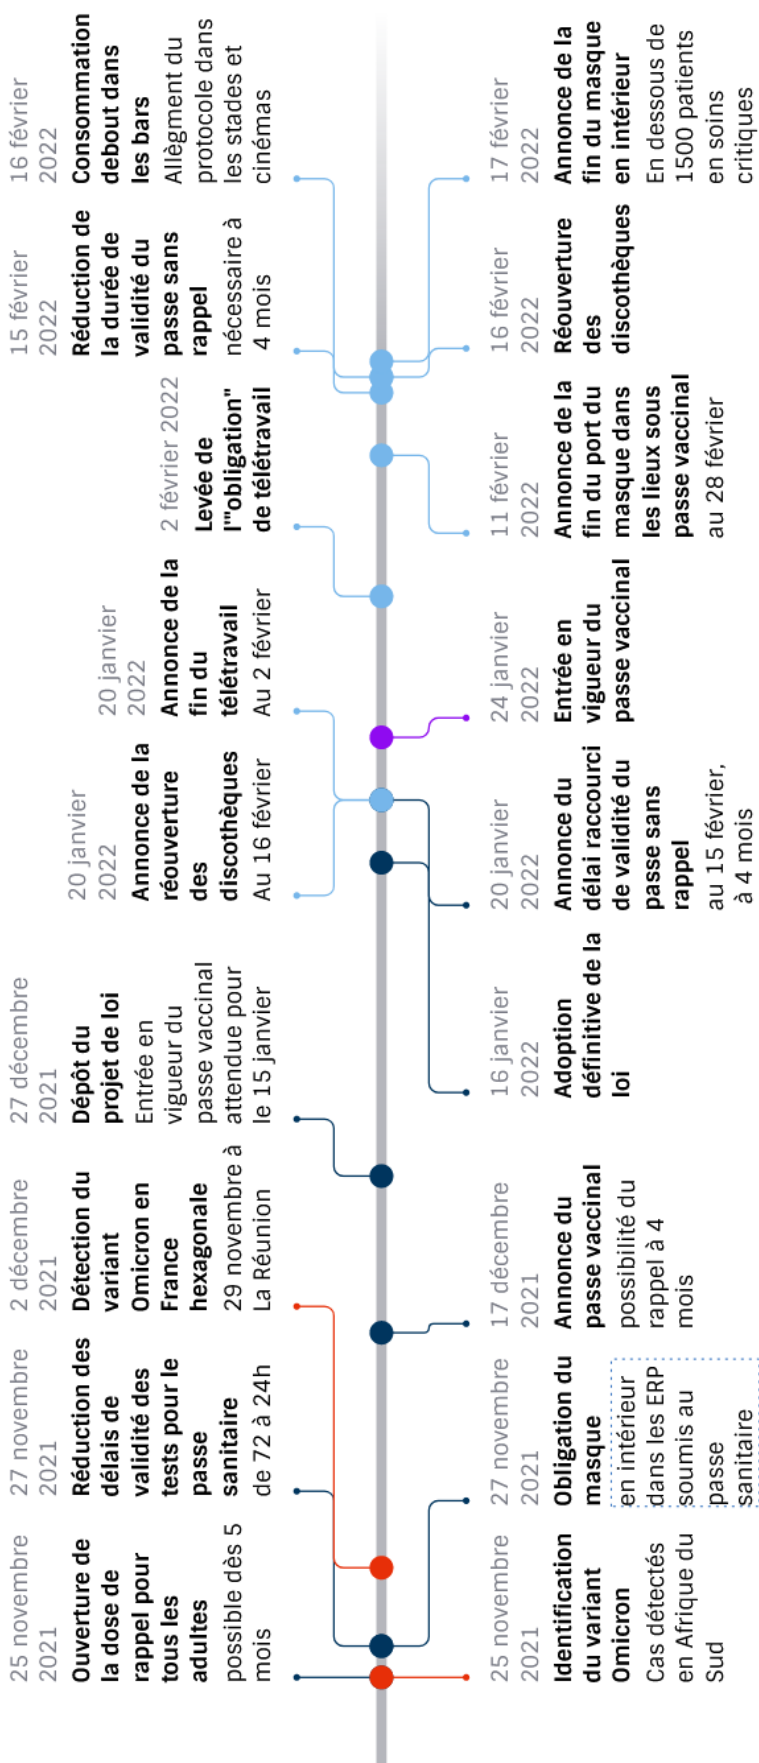 25 novembre
2021
Ouverture de
la dose de
rappel pour
tous les
adultes
possible dès 5
mois
27 novembre
2021
Réduction des
délais de
validité des
tests pour le
passe
sanitaire
de 72 à 24h
2 décembre
2021
Détection du
variant
Omicron en
France
hexagonale
29 novembre à
La Réunion
27 décembre
2021
Dépôt du
projet de loi
Entrée en
vigueur du
passe vaccinal
attendue pour
le 15 janvier
20 janvier
2022
Annonce de la
réouverture
des
discothèques
Au 16 février
20 janvier
2022
Annonce de la
fin du
télétravail
Au 2 février
2 février 2022
Levée de
l'"obligation"
de télétravail
15 février
2022
Réduction de
la durée de
validité du
passe sans
rappel
nécessaire à
4 mois
16 février
2022
Consommation
debout dans
les bars
Allègment du
protocole dans
les stades et
cinémas
25 novembre
2021
Identification
du variant
Omicron
Cas détectés
en Afrique du
Sud
27 novembre
2021
Obligation du
masque
en intérieur
dans les ERP
soumis au
passe
sanitaire
17 décembre
2021
Annonce du
passe vaccinal
possibilité du
rappel à 4
mois
16 janvier
2022
Adoption
définitive de la
loi
20 janvier
2022
Annonce du
délai raccourci
de validité du
passe sans
rappel
au 15 février,
à 4 mois
24 janvier
2022
Entrée en
vigueur du
passe vaccinal
11 février
2022
Annonce de la
fin du port du
masque dans
les lieux sous
passe vaccinal
au 28 février
16 février
2022
Réouverture
des
discothèques
17 février
2022
Annonce de la
fin du masque
en intérieur
En dessous de
1500 patients
en soins
critiques